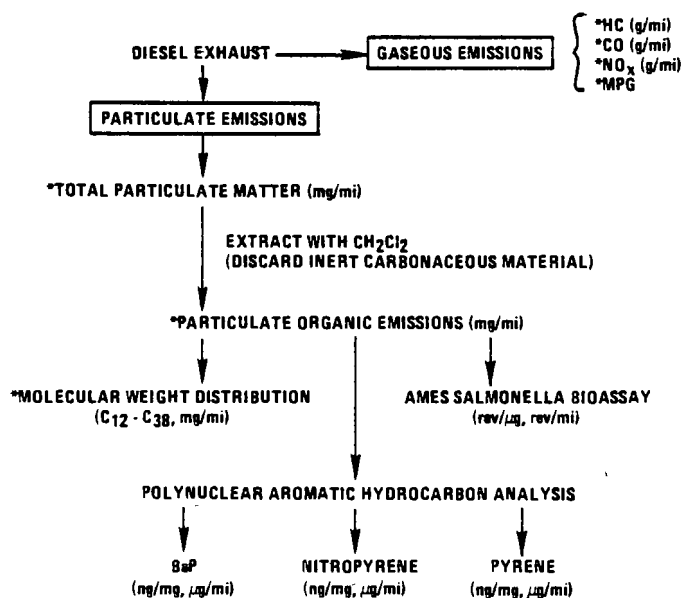 *HC (g/mi)
DIESEL EXHAUST
GASEOUS EMISSIONS
*CO (g/mi)
*NOx (g/mi)
*MPG
PARTICULATE EMISSIONS
*TOTAL PARTICULATE MATTER (mg/mi)
EXTRACT WITH CH2Cl2
(DISCARD INERT CARBONACEOUS MATERIAL)
*PARTICULATE ORGANIC EMISSIONS (mg/mi)
*MOLECULAR WEIGHT DISTRIBUTION
(C12 - C38, mg/mi)
AMES SALMONELLA BIOASSAY
(rev/μg, rev/mi)
POLYNUCLEAR AROMATIC HYDROCARBON ANALYSIS
BaP
(ng/mg, μg/mi)
NITROPYRENE
(ng/mg, μg/mi)
PYRENE
(ng/mg, μg/mi)